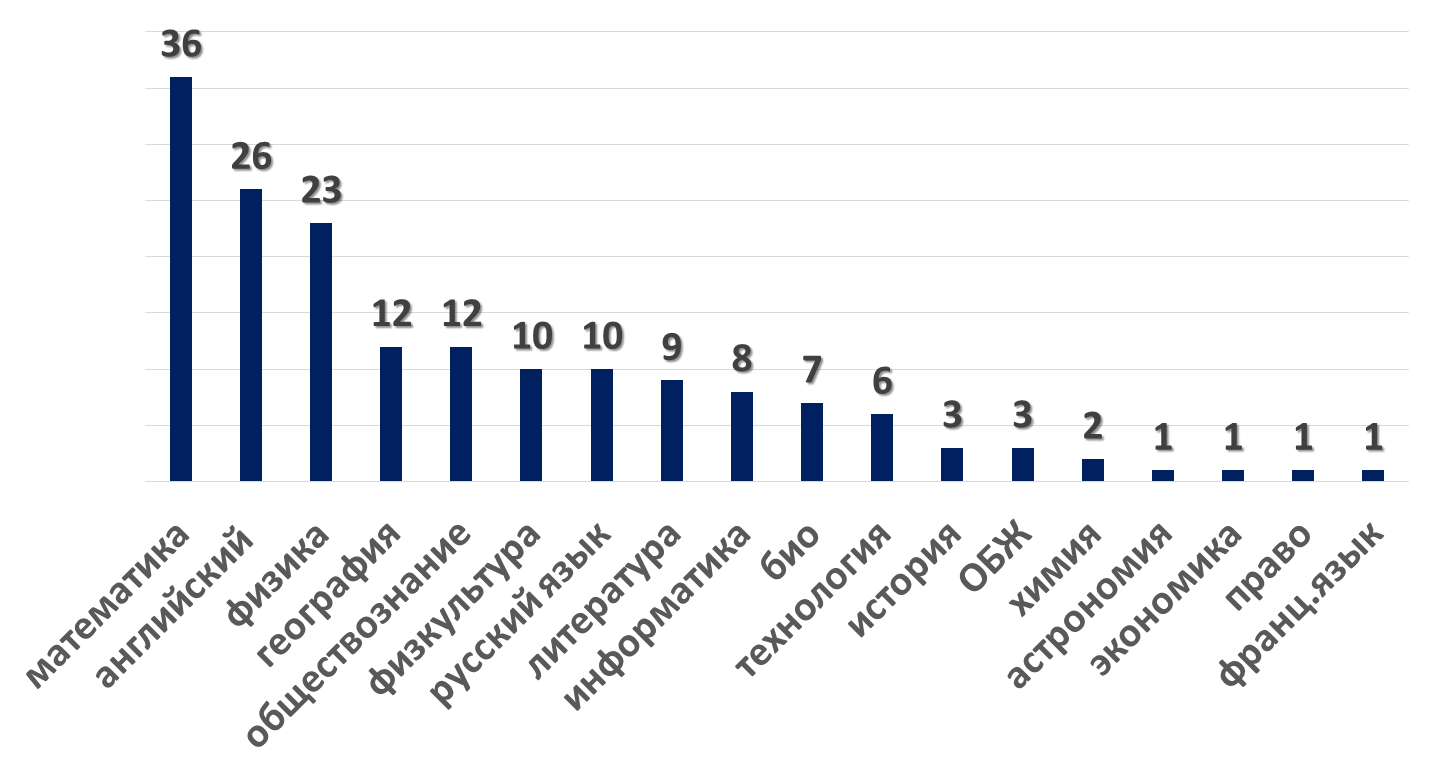 36
26
23
12
12
10
10
9
8
7
6
3
3
2
1
1
1
1
математика
английский
физика
география
обществознание
физкультура
русский язык
литература
информатика
био
технология
история
ОБЖ
химия
астрономия
экономика
право
франц.язык